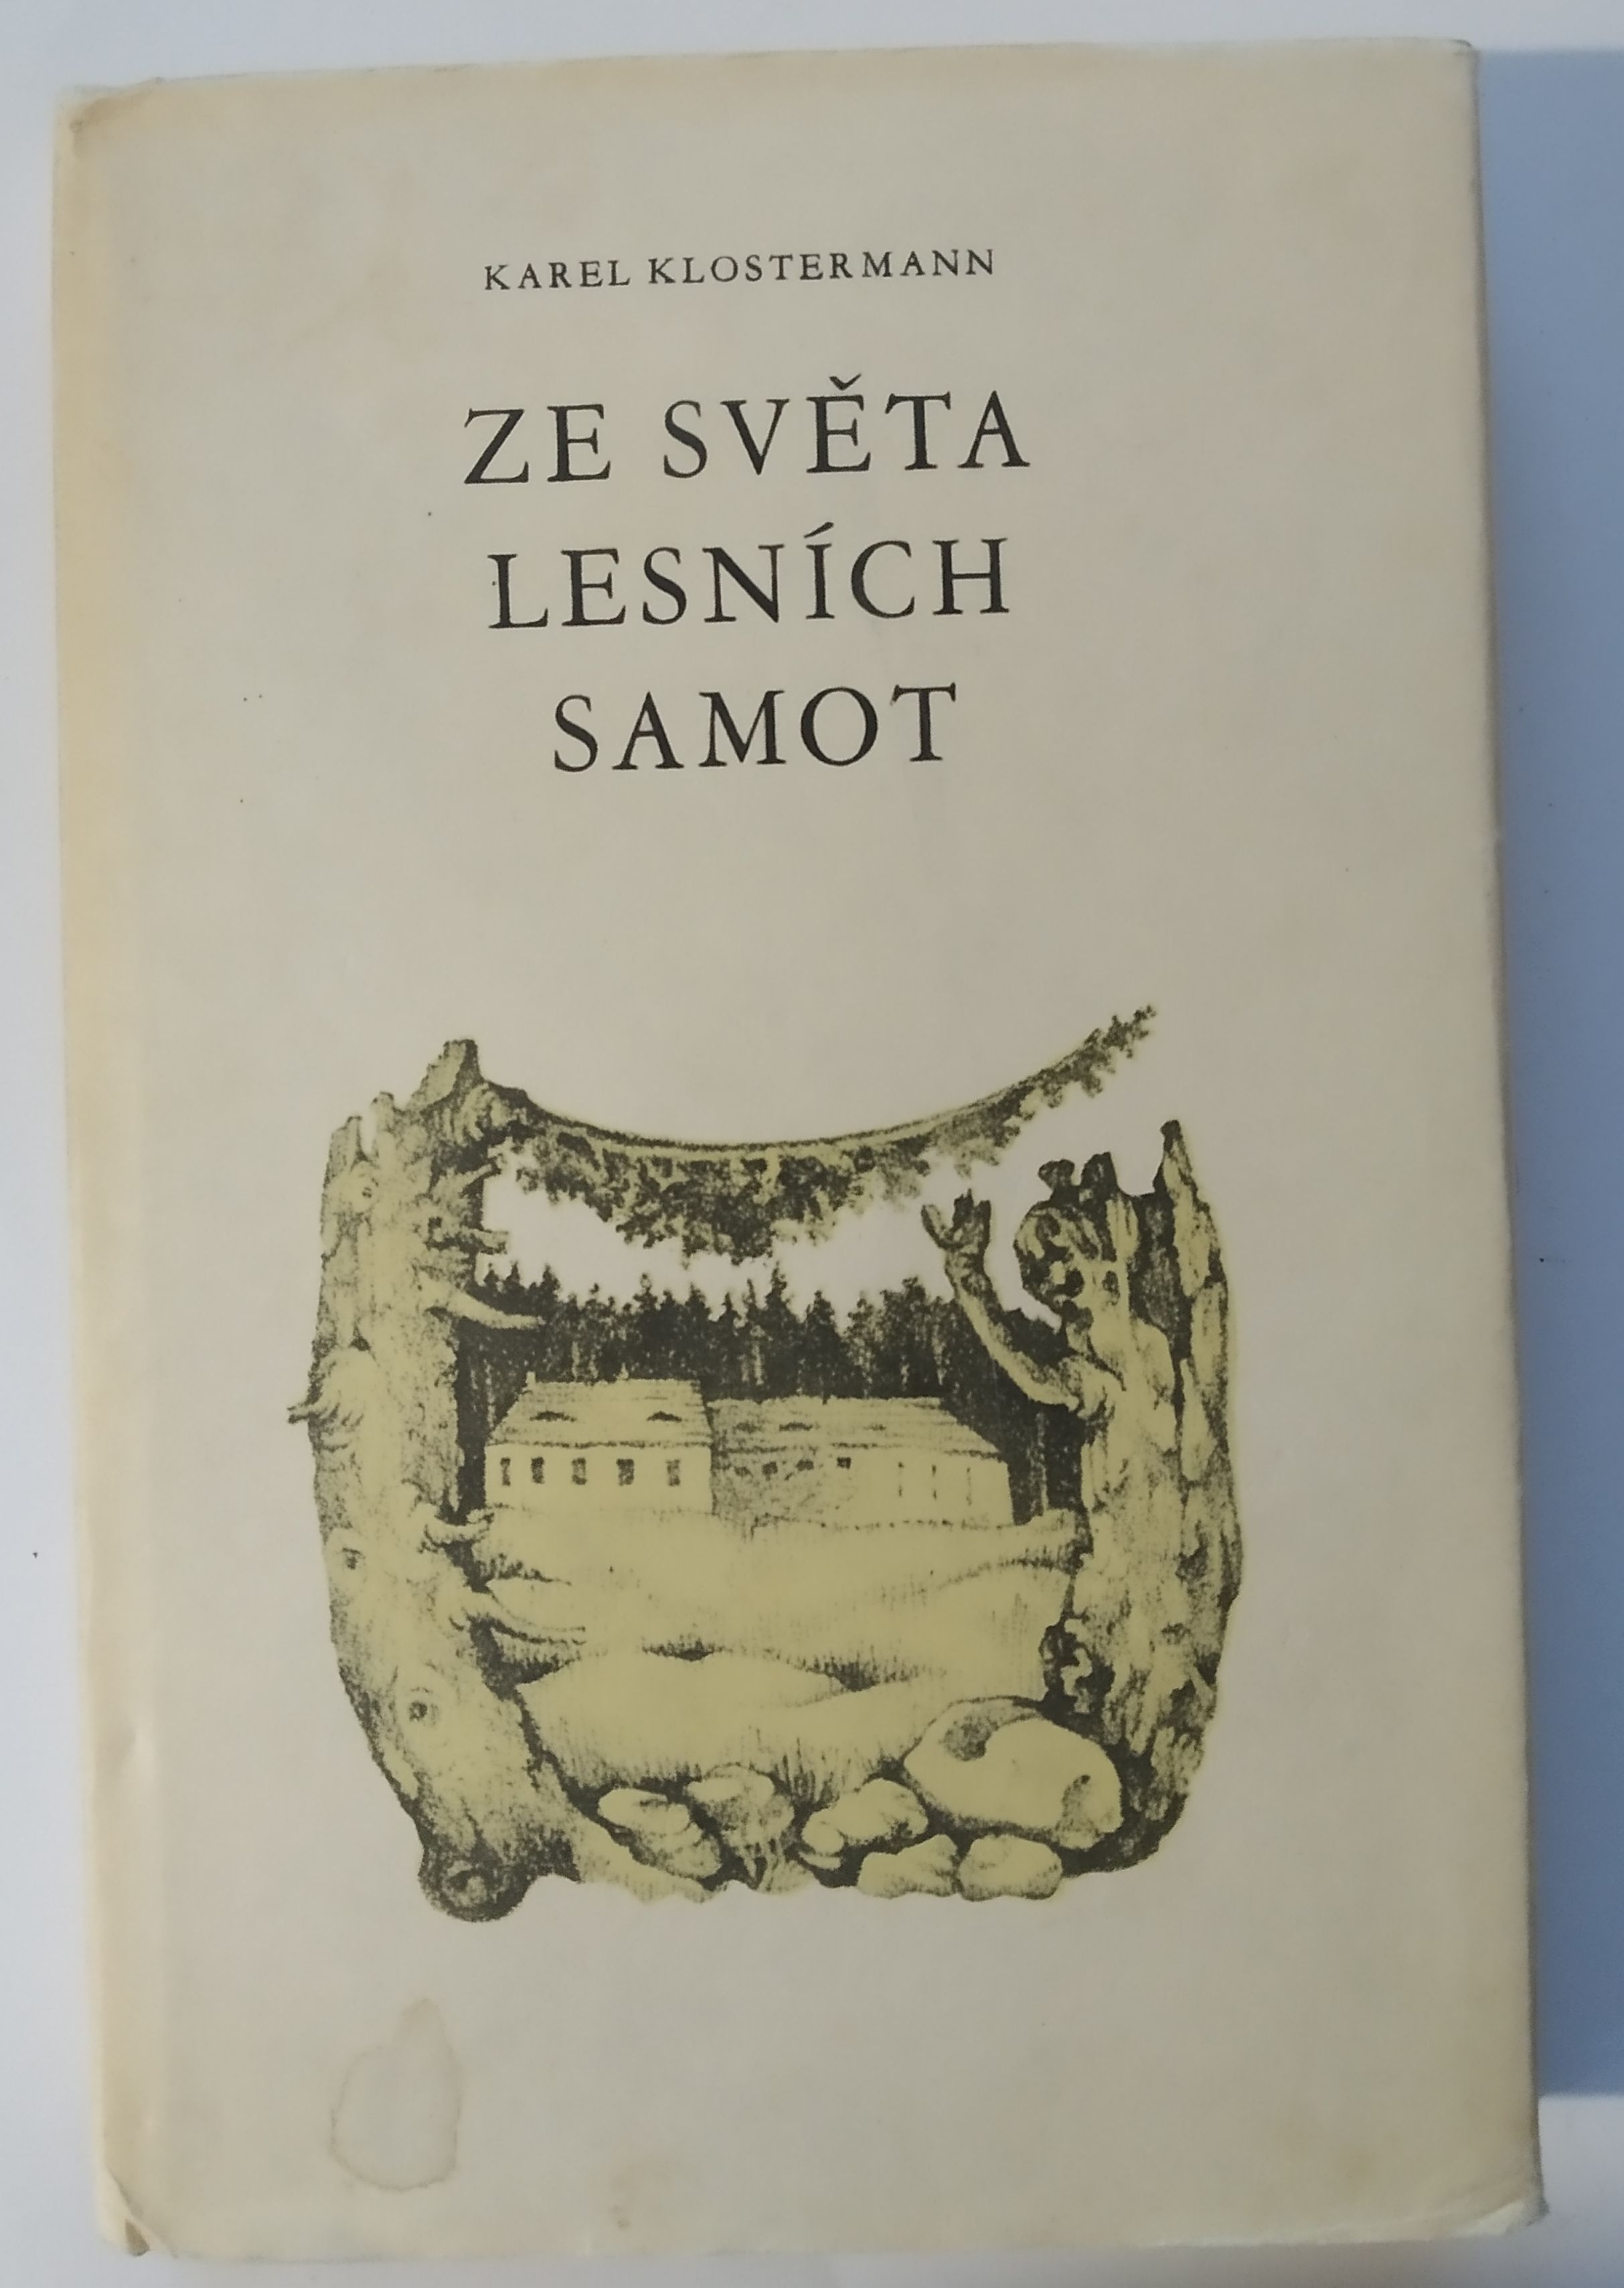 KAREL KLOSTERMANN
ZE SVĚTA
LESNÍCH
SAMOT